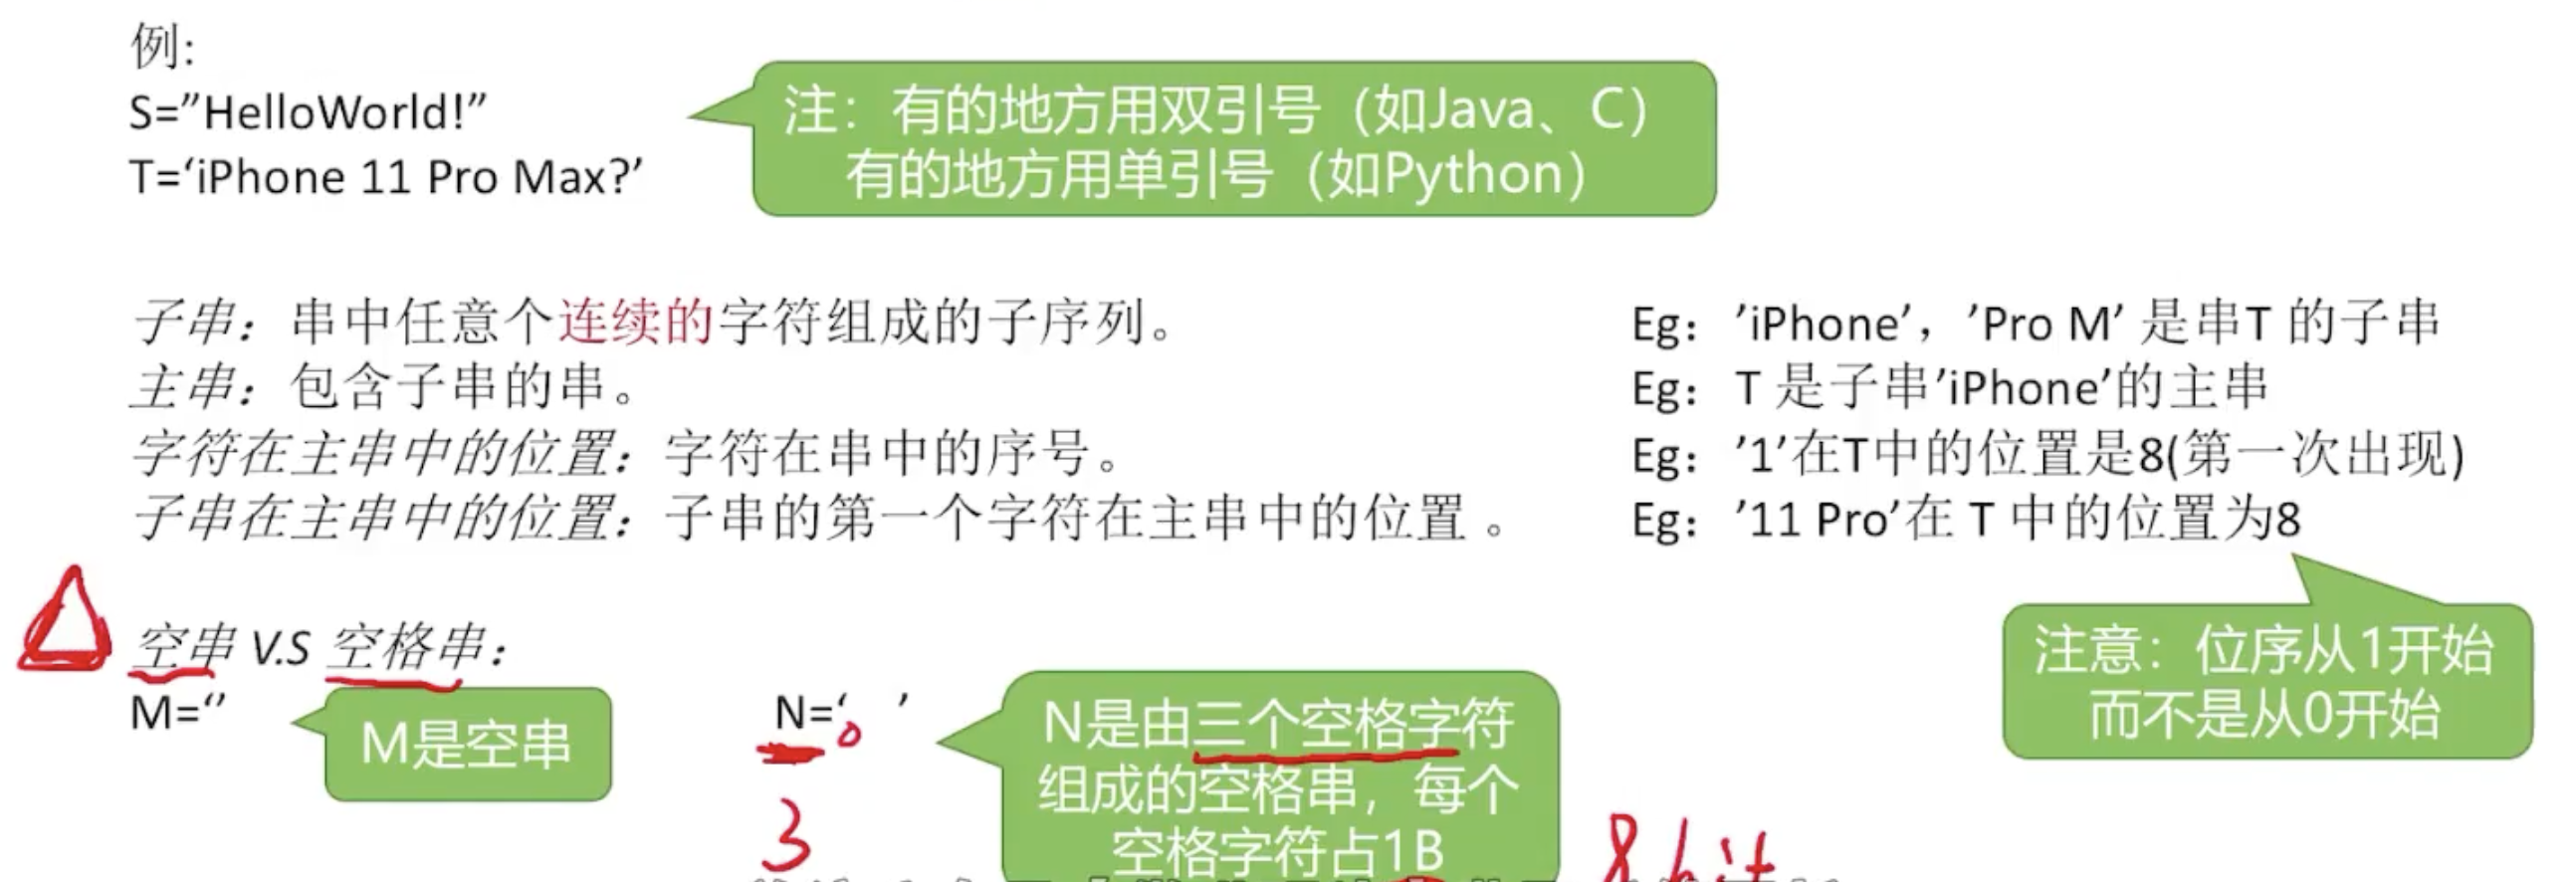 例:
S=”HelloWorld!”
T=‘iPhone 11 Pro Max?’
注：有的地方用双引号（如Java、C）
有的地方用单引号（如Python）
子串：串中任意个连续的字符组成的子序列。
Eg：’iPhone’，’Pro M’ 是串T 的子串
主串：包含子串的串。
Eg：T 是子串’iPhone’的主串
字符在主串中的位置：字符在串中的序号。
Eg：’1’在T中的位置是8(第一次出现)
子串在主串中的位置：子串的第一个字符在主串中的位置 。
Eg：’11 Pro’在 T 中的位置为8
注意：位序从1开始
而不是从0开始
空串 V.S 空格串：
M=‘’
M是空串
N=‘   ’
N是由三个空格字符
组成的空格串，每个
空格字符占1B
3
8bit